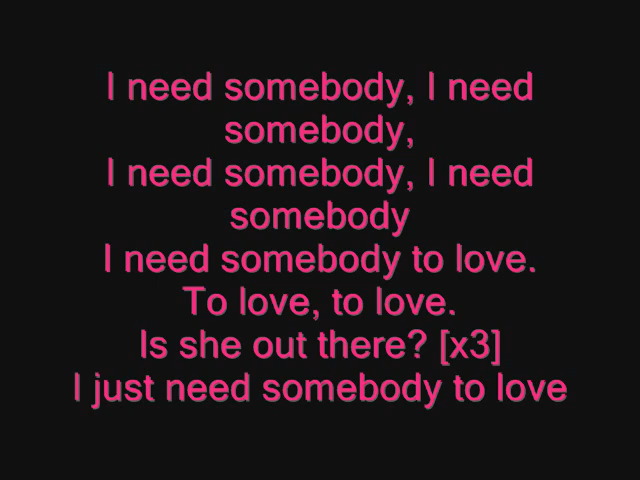 I need somebody, I need
somebody,
I need somebody, I need
somebody
I need somebody to love.
To love, to love.
Is she out there? [x3]
I just need somebody to love